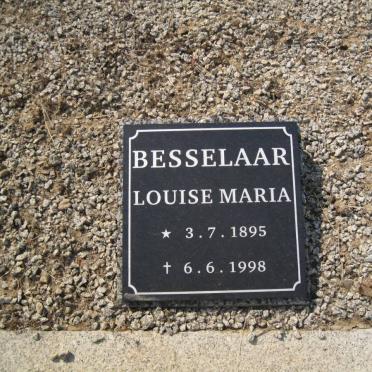 BESSELAAR
LOUISE MARIA
★ 3.7.1895
† 6.6.1998